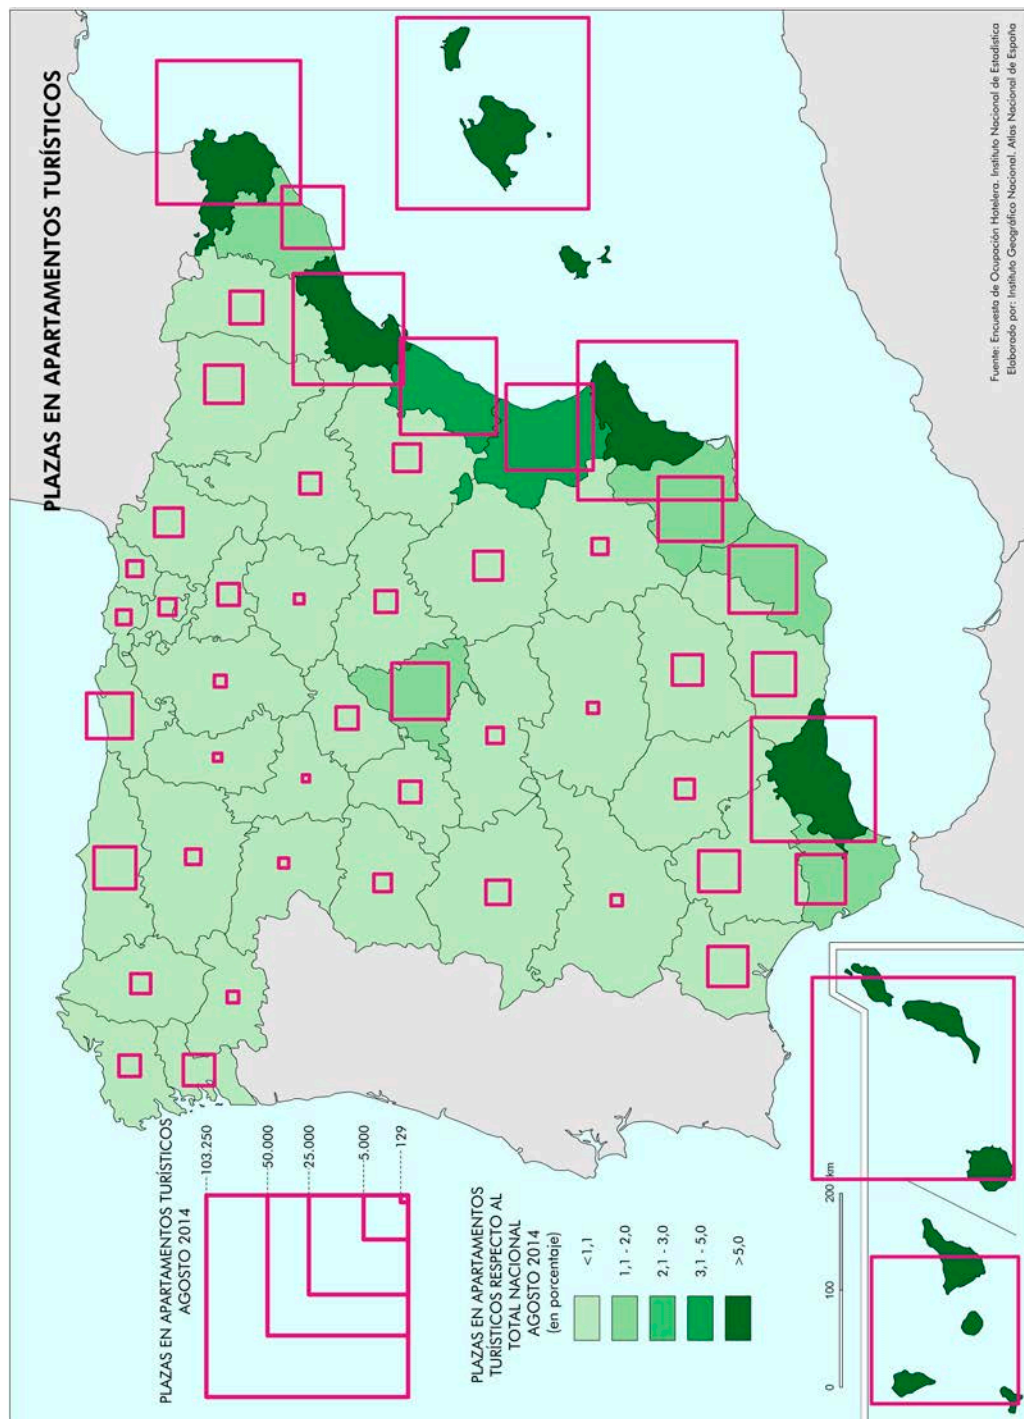 PLAZAS EN APARTAMENTOS TURÍSTICOS
PLAZAS EN APARTAMENTOS TURÍSTICOS
AGOSTO 2014
103.250
50.000
25.000
5.000
129
PLAZAS EN APARTAMENTOS
TURÍSTICOS RESPECTO AL
TOTAL NACIONAL
AGOSTO 2014
(en porcentaje)
<1,1
1,1 - 2,0
2,1 - 3,0
3,1 - 5,0
>5,0
0 100 200 km
Fuente: Encuesta de Ocupación Hotelera. Instituto Nacional de Estadística
Elaborado por: Instituto Geográfico Nacional. Atlas Nacional de España